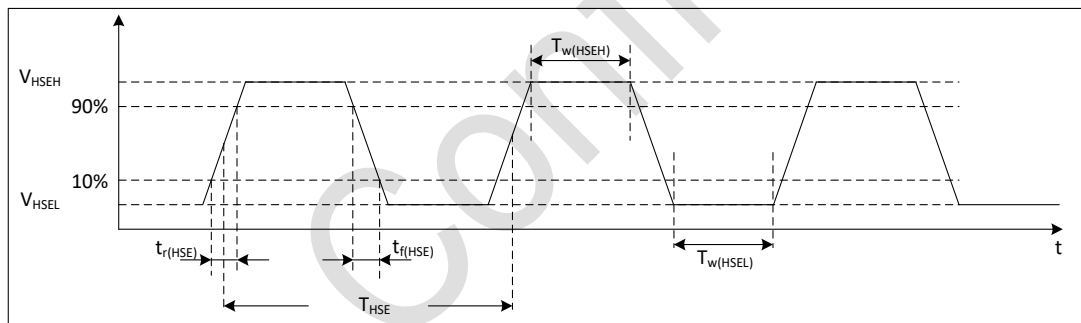 T_w(HSEH)
V_HSEH
90%
10%
V_HSEL
t_r(HSE)
t_f(HSE)
T_w(HSEL)
t
T_HSE